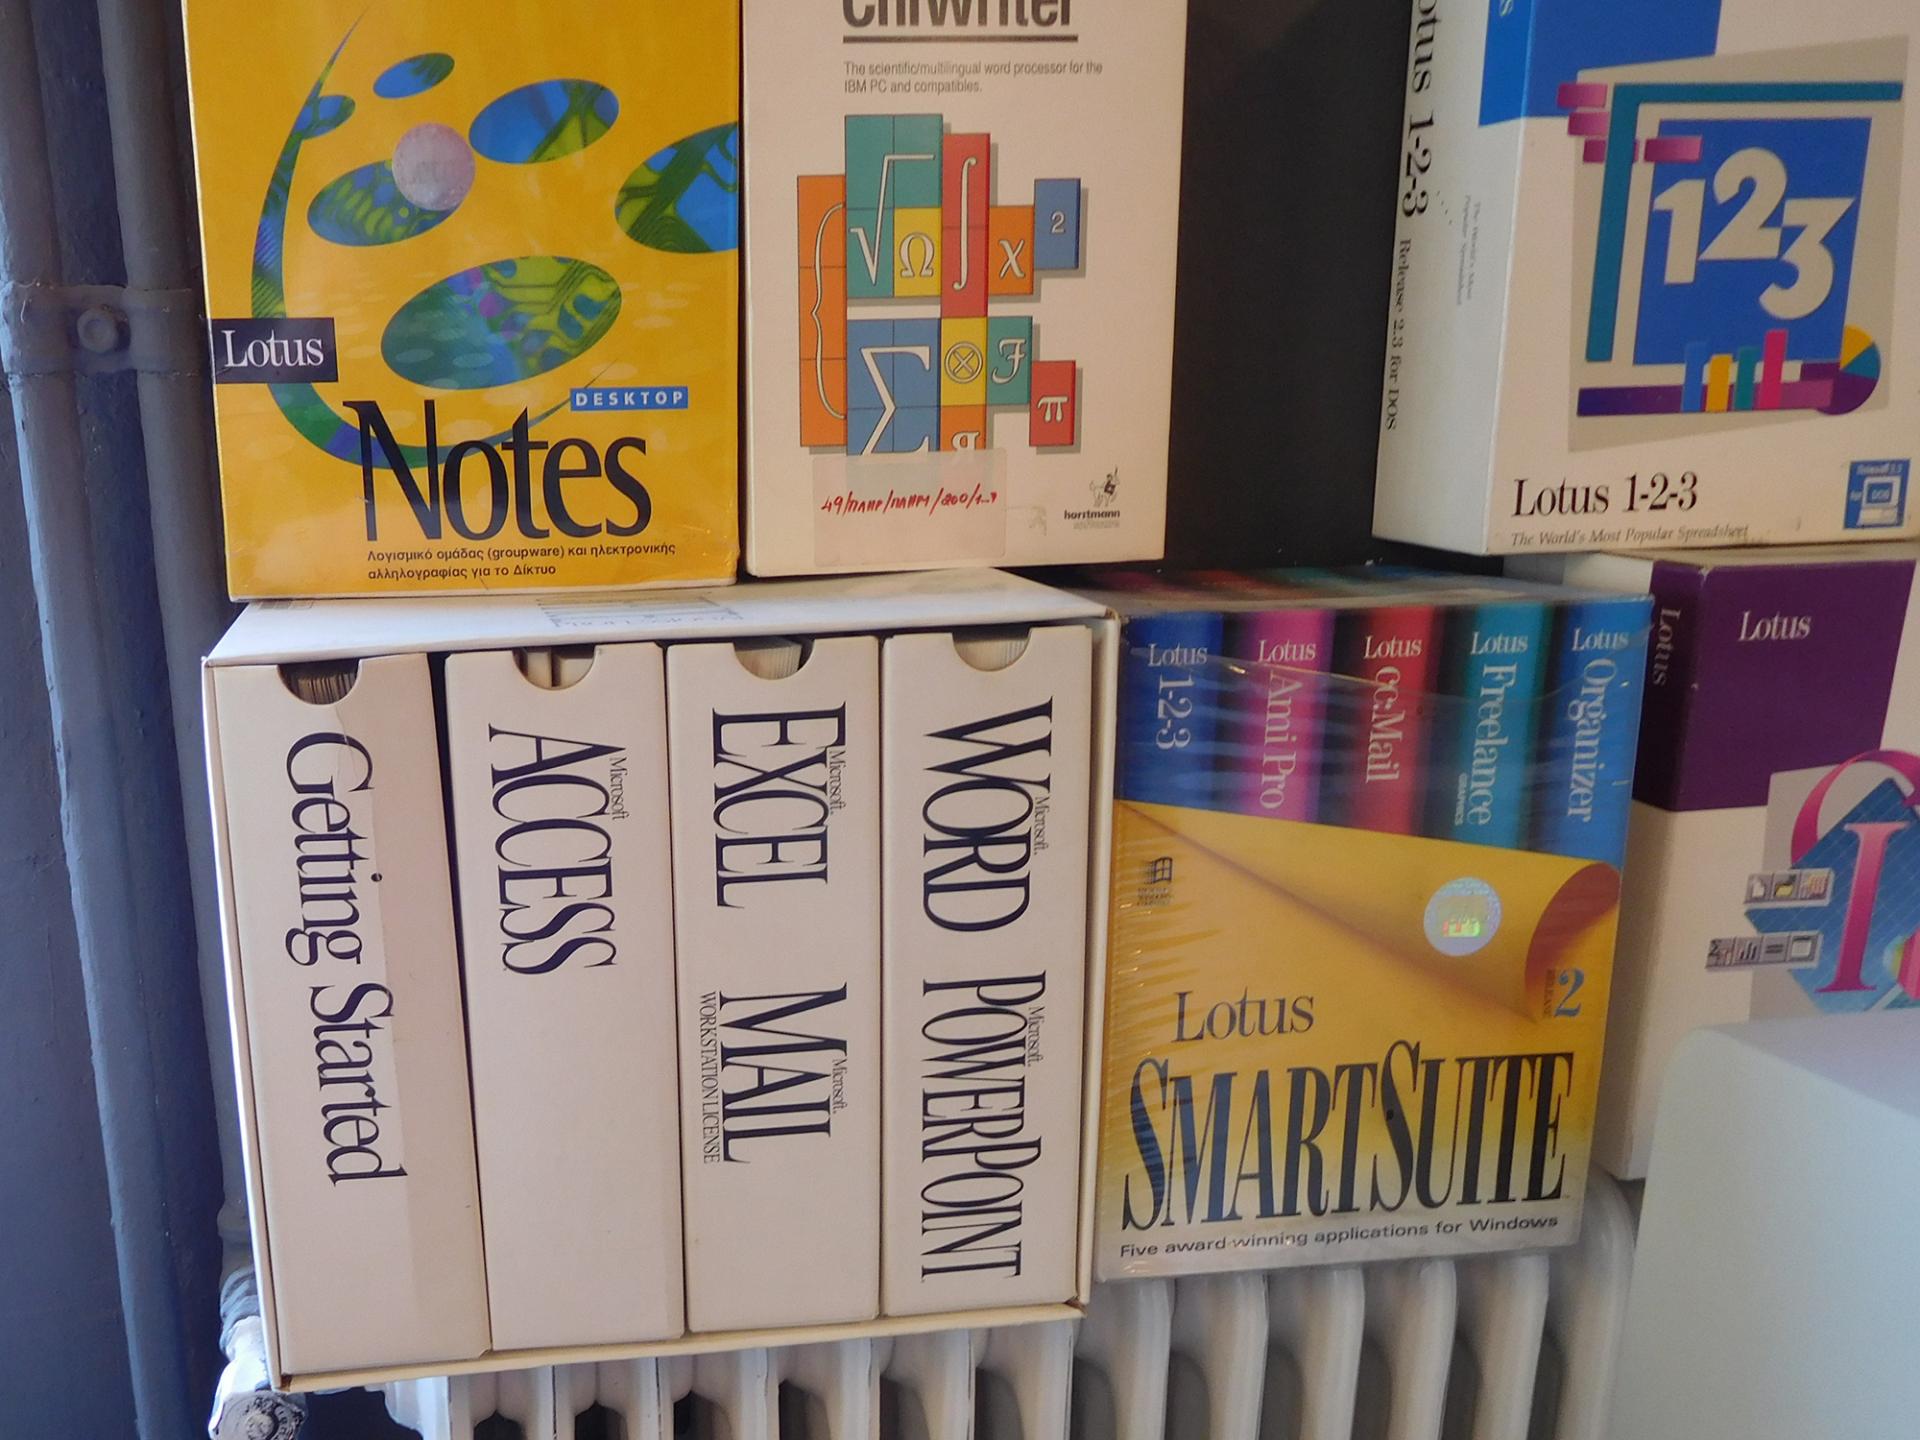 Lotus
DESKTOP
Notes
Λογισμικό ομάδας (groupware) και ηλεκτρονικής
αλληλογραφίας για το Δίκτυο
ChiWriter
The scientific/multilingual word processor for the
IBM PC and compatibles.
√ Ω ∫ x 2
Σ ⊗ F π
Я
horstmann
Lotus 1-2-3
Release 2.3 for DOS
123
Lotus 1-2-3
The World's Most Popular Spreadsheet
for DOS
Getting Started
Microsoft
ACCESS
Microsoft.
EXCEL
Microsoft.
MAIL
WORKSTATION LICENSE
Microsoft.
WORD
Microsoft.
POWERPOINT
Lotus
1-2-3
Lotus
Ami Pro
Lotus
cc:Mail
Lotus
Freelance
GRAPHICS
Lotus
Organizer
RELEASE 2
Lotus
SMARTSUITE
Five award-winning applications for Windows
Lotus
Lotus